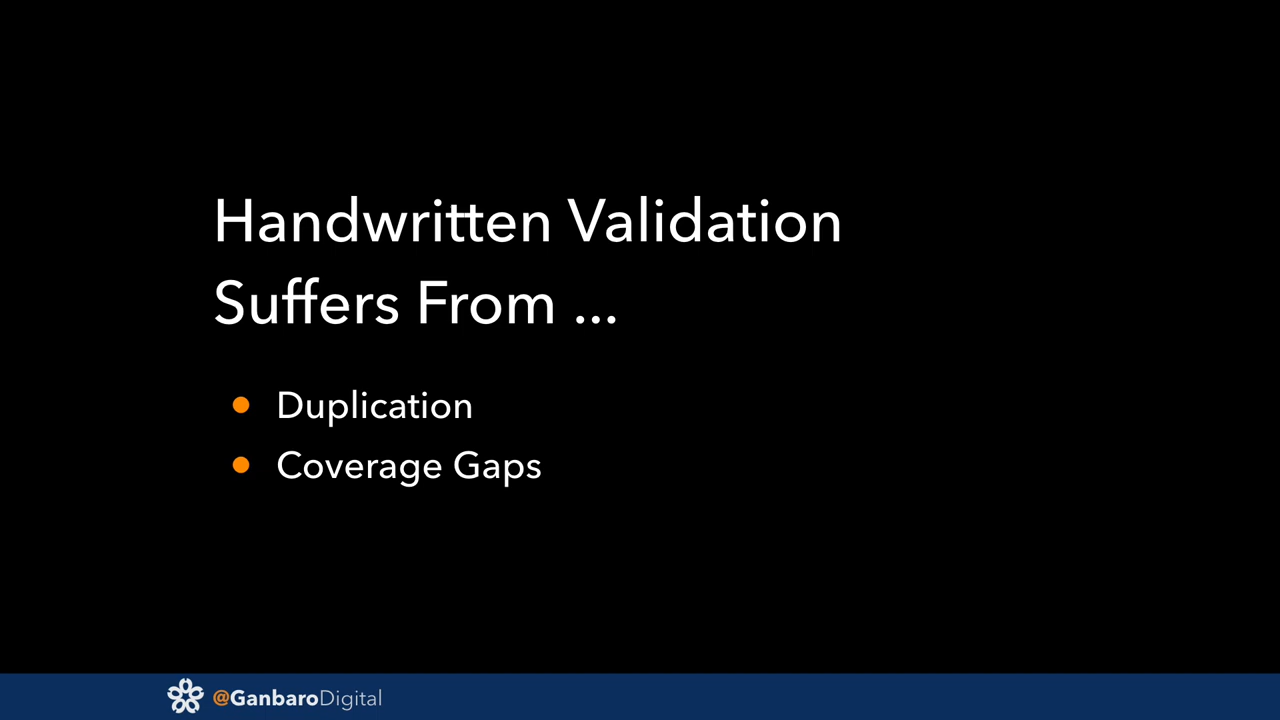 Handwritten Validation
Suffers From ...
Duplication
Coverage Gaps
@GanbaroDigital